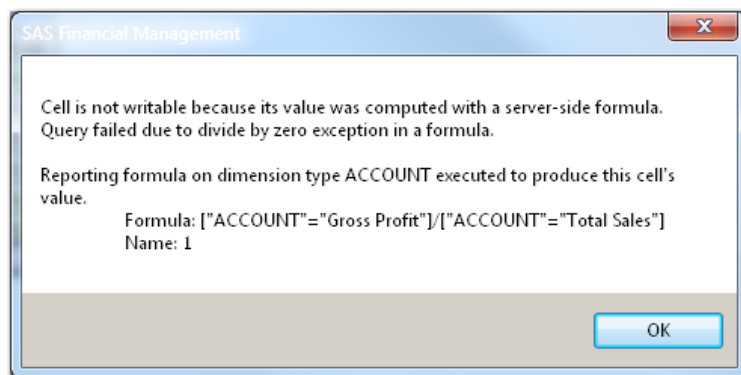 SAS Financial Management
Cell is not writable because its value was computed with a server-side formula.
Query failed due to divide by zero exception in a formula.
Reporting formula on dimension type ACCOUNT executed to produce this cell's
value.
Formula: ["ACCOUNT"="Gross Profit"]/["ACCOUNT"="Total Sales"]
Name: 1
OK